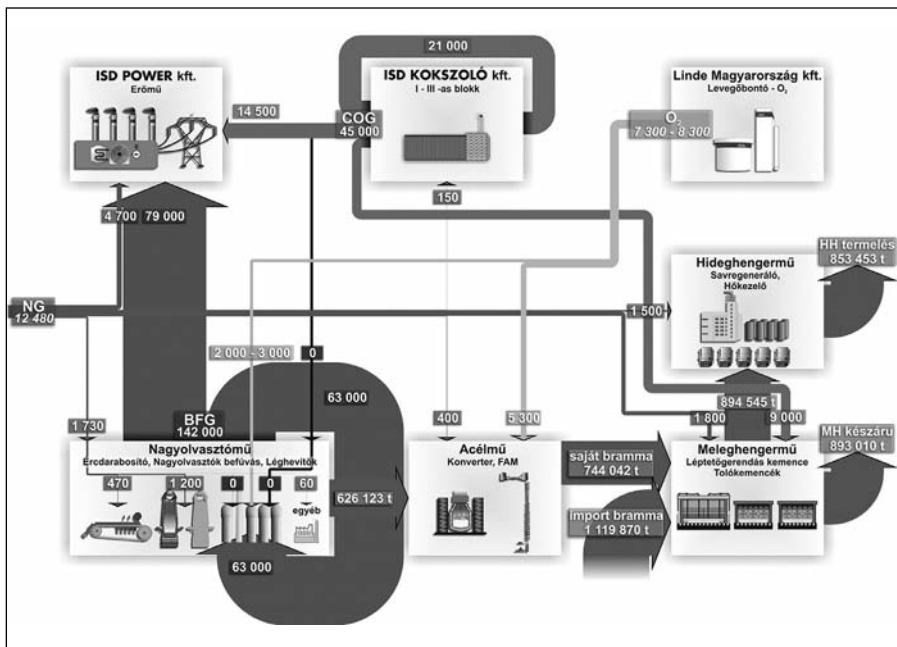 21 000
ISD POWER kft.
Erőmű
ISD KOKSZOLÓ kft.
I - III -as blokk
Linde Magyarország kft.
Levegőbontó - O₂
14 500
COG
45 000
O₂
7 300 - 8 300
150
4 700
79 000
Hideghengermű
Savregeneráló,
Hőkezelő
HH termelés
853 453 t
NG
12 480
1 500
2 000 - 3 000
0
63 000
894 545 t
1 730
BFG
142 000
400
5 300
1 800
9 000
Nagyolvasztómű
Ércdarabosító, Nagyolvasztók befúvás, Léghevítők
470
1 200
0
0
60
egyéb
63 000
626 123 t
Acélmű
Konverter, FAM
saját bramma
744 042 t
import bramma
1 119 870 t
Meleghengermű
Léptetőgerendás kemence
Tolókemencék
MH készáru
893 010 t